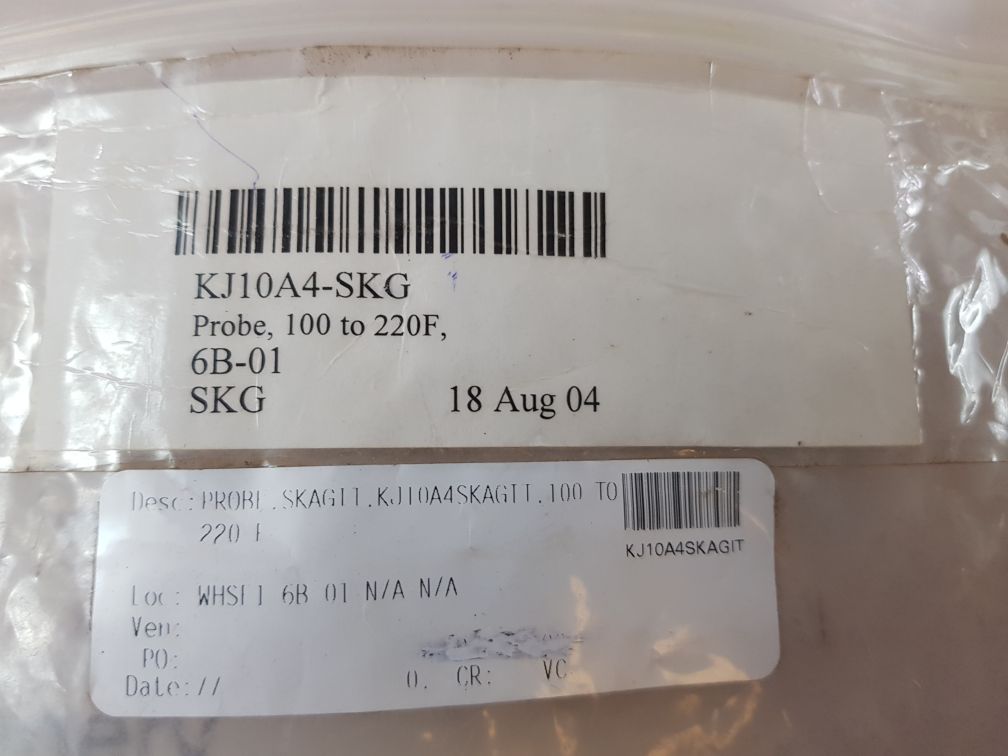 KJ10A4-SKG
Probe, 100 to 220F,
6B-01
SKG 18 Aug 04
Desc:PROBE,SKAGIT,KJ10A4SKAGIT,100 TO
220 F
KJ10A4SKAGIT
Loc: 6B 01 N/A N/A
Ven:
PO:
Date:// 0. CR: VC